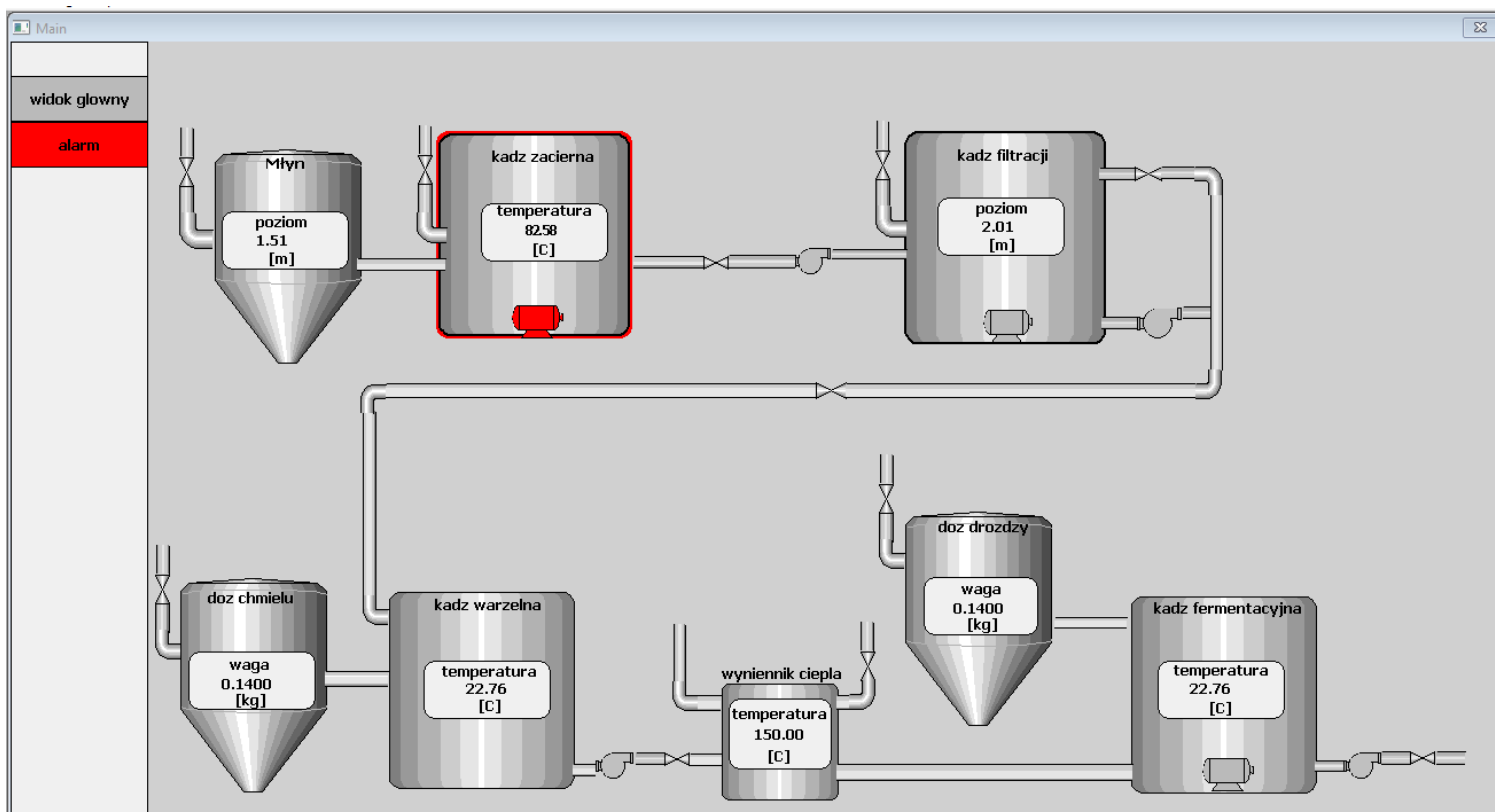 Main
widok glowny
alarm
Młyn
poziom
1.51
[m]
kadz zacierna
temperatura
82.58
[C]
kadz filtracji
poziom
2.01
[m]
doz chmielu
waga
0.1400
[kg]
kadz warzelna
temperatura
22.76
[C]
wyniennik ciepla
temperatura
150.00
[C]
doz drozdzy
waga
0.1400
[kg]
kadz fermentacyjna
temperatura
22.76
[C]